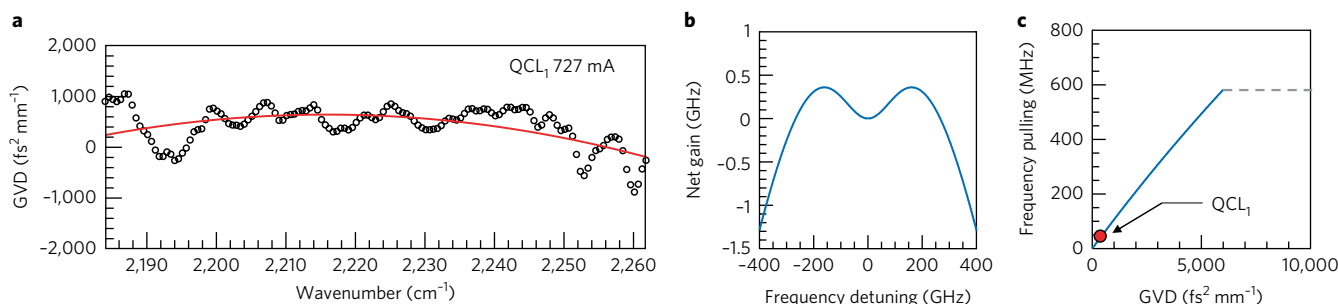 a
2,000
1,000
0
−1,000
−2,000
GVD (fs² mm⁻¹)
QCL₁ 727 mA
2,190
2,200
2,210
2,220
2,230
2,240
2,250
2,260
Wavenumber (cm⁻¹)
b
1
0.5
0
−0.5
−1
−1.5
Net gain (GHz)
−400
−200
0
200
400
Frequency detuning (GHz)
c
800
600
400
200
0
Frequency pulling (MHz)
QCL₁
0
5,000
10,000
GVD (fs² mm⁻¹)